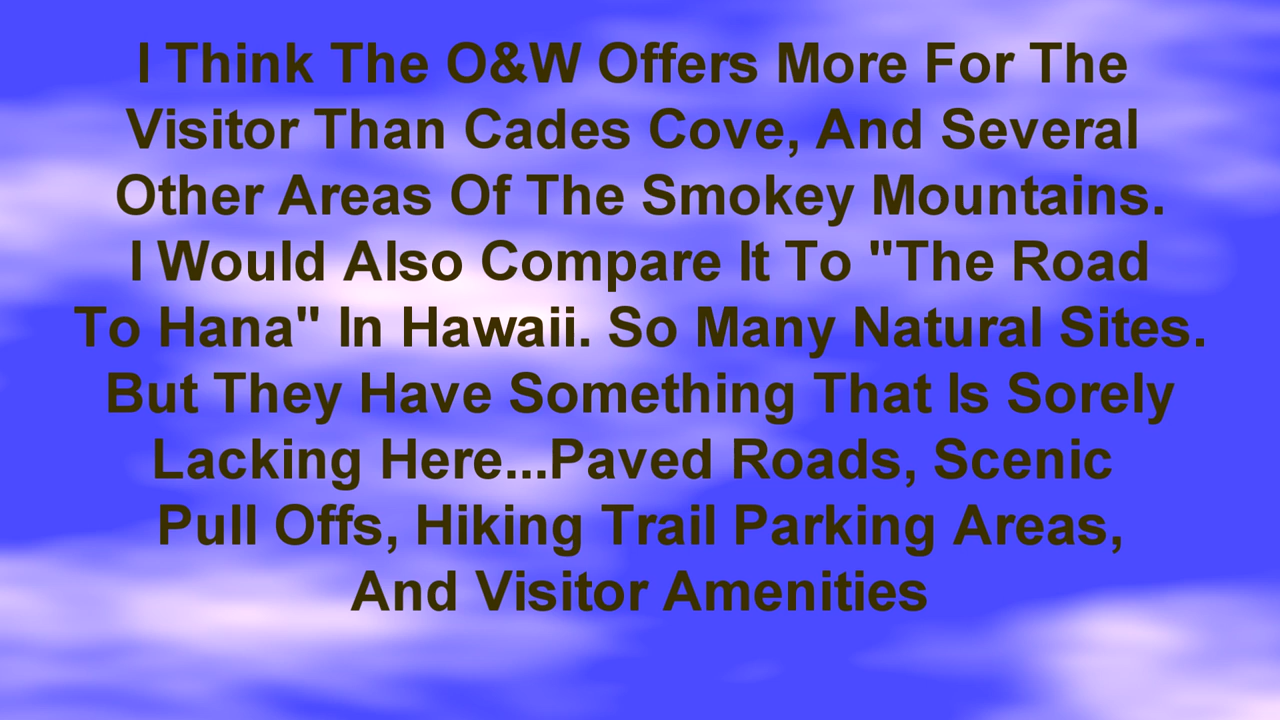 I Think The O&W Offers More For The
Visitor Than Cades Cove, And Several
Other Areas Of The Smokey Mountains.
I Would Also Compare It To "The Road
To Hana" In Hawaii. So Many Natural Sites.
But They Have Something That Is Sorely
Lacking Here...Paved Roads, Scenic
Pull Offs, Hiking Trail Parking Areas,
And Visitor Amenities